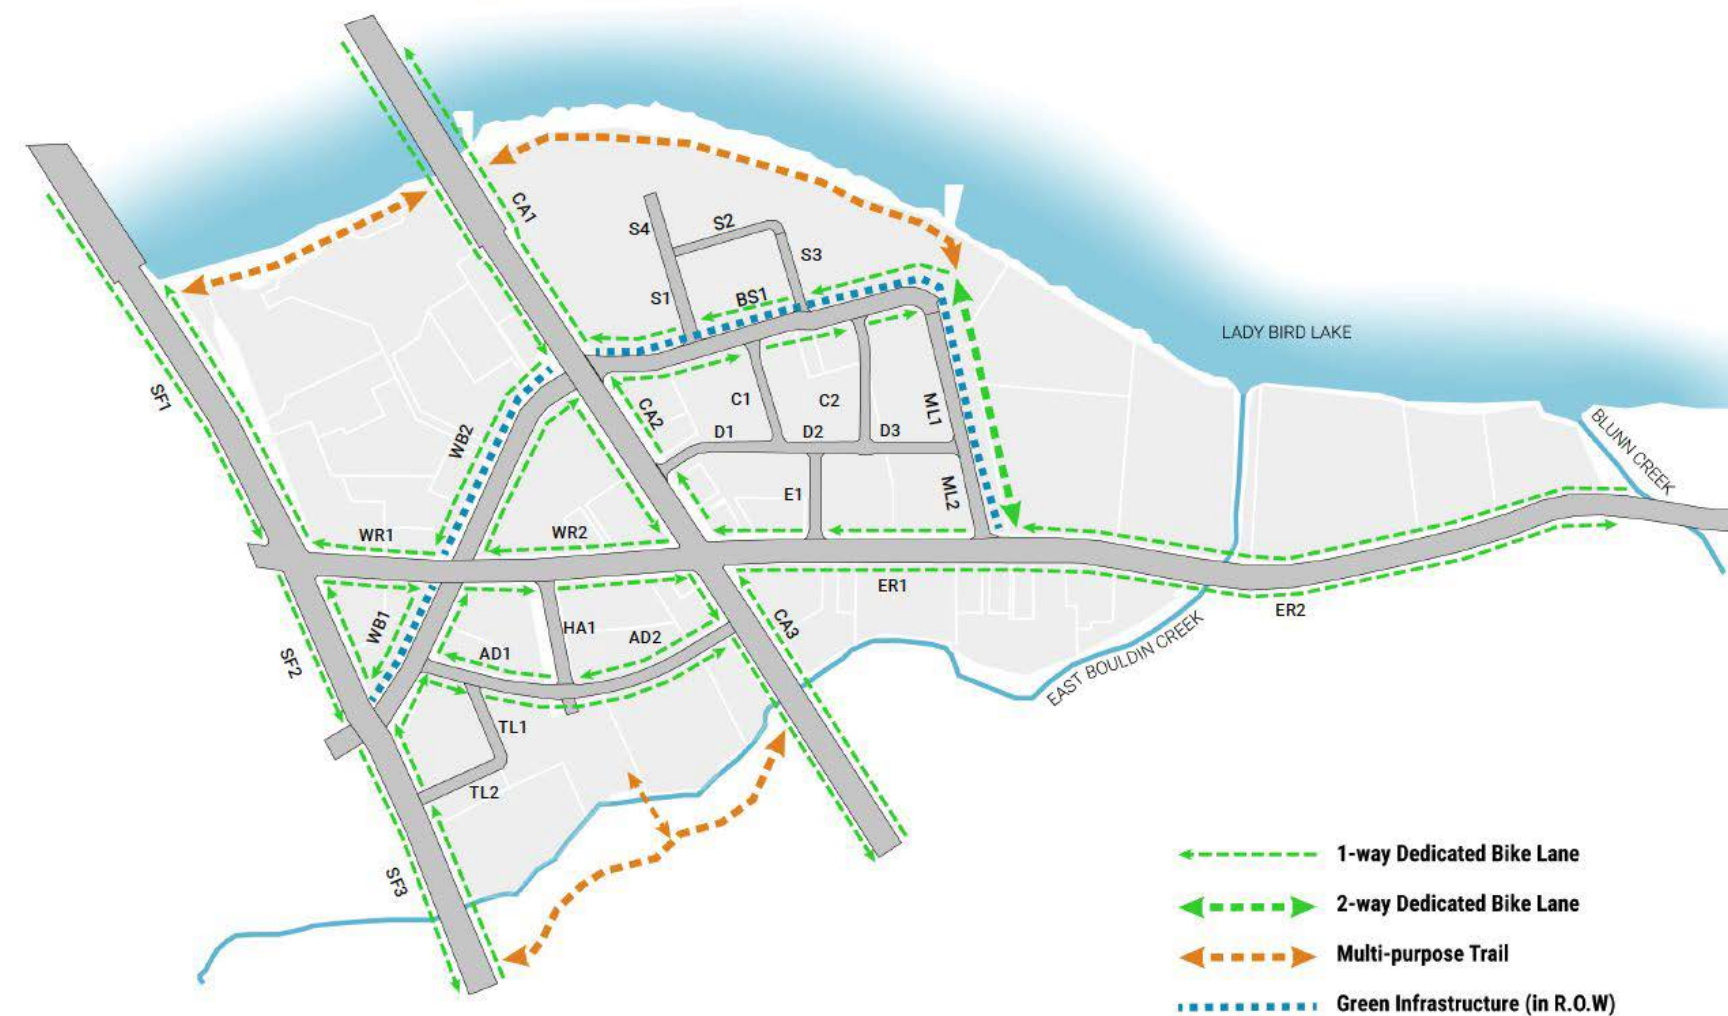 CA1
S4
S2
S3
S1
BS1
LADY BIRD LAKE
SF1
CA2
C1
C2
ML1
BLUNN CREEK
WB2
D1
D2
D3
E1
ML2
WR1
WR2
ER1
ER2
WB1
HA1
AD2
CA3
AD1
SF2
EAST BOULDIN CREEK
TL1
TL2
SF3
1-way Dedicated Bike Lane
2-way Dedicated Bike Lane
Multi-purpose Trail
Green Infrastructure (in R.O.W)